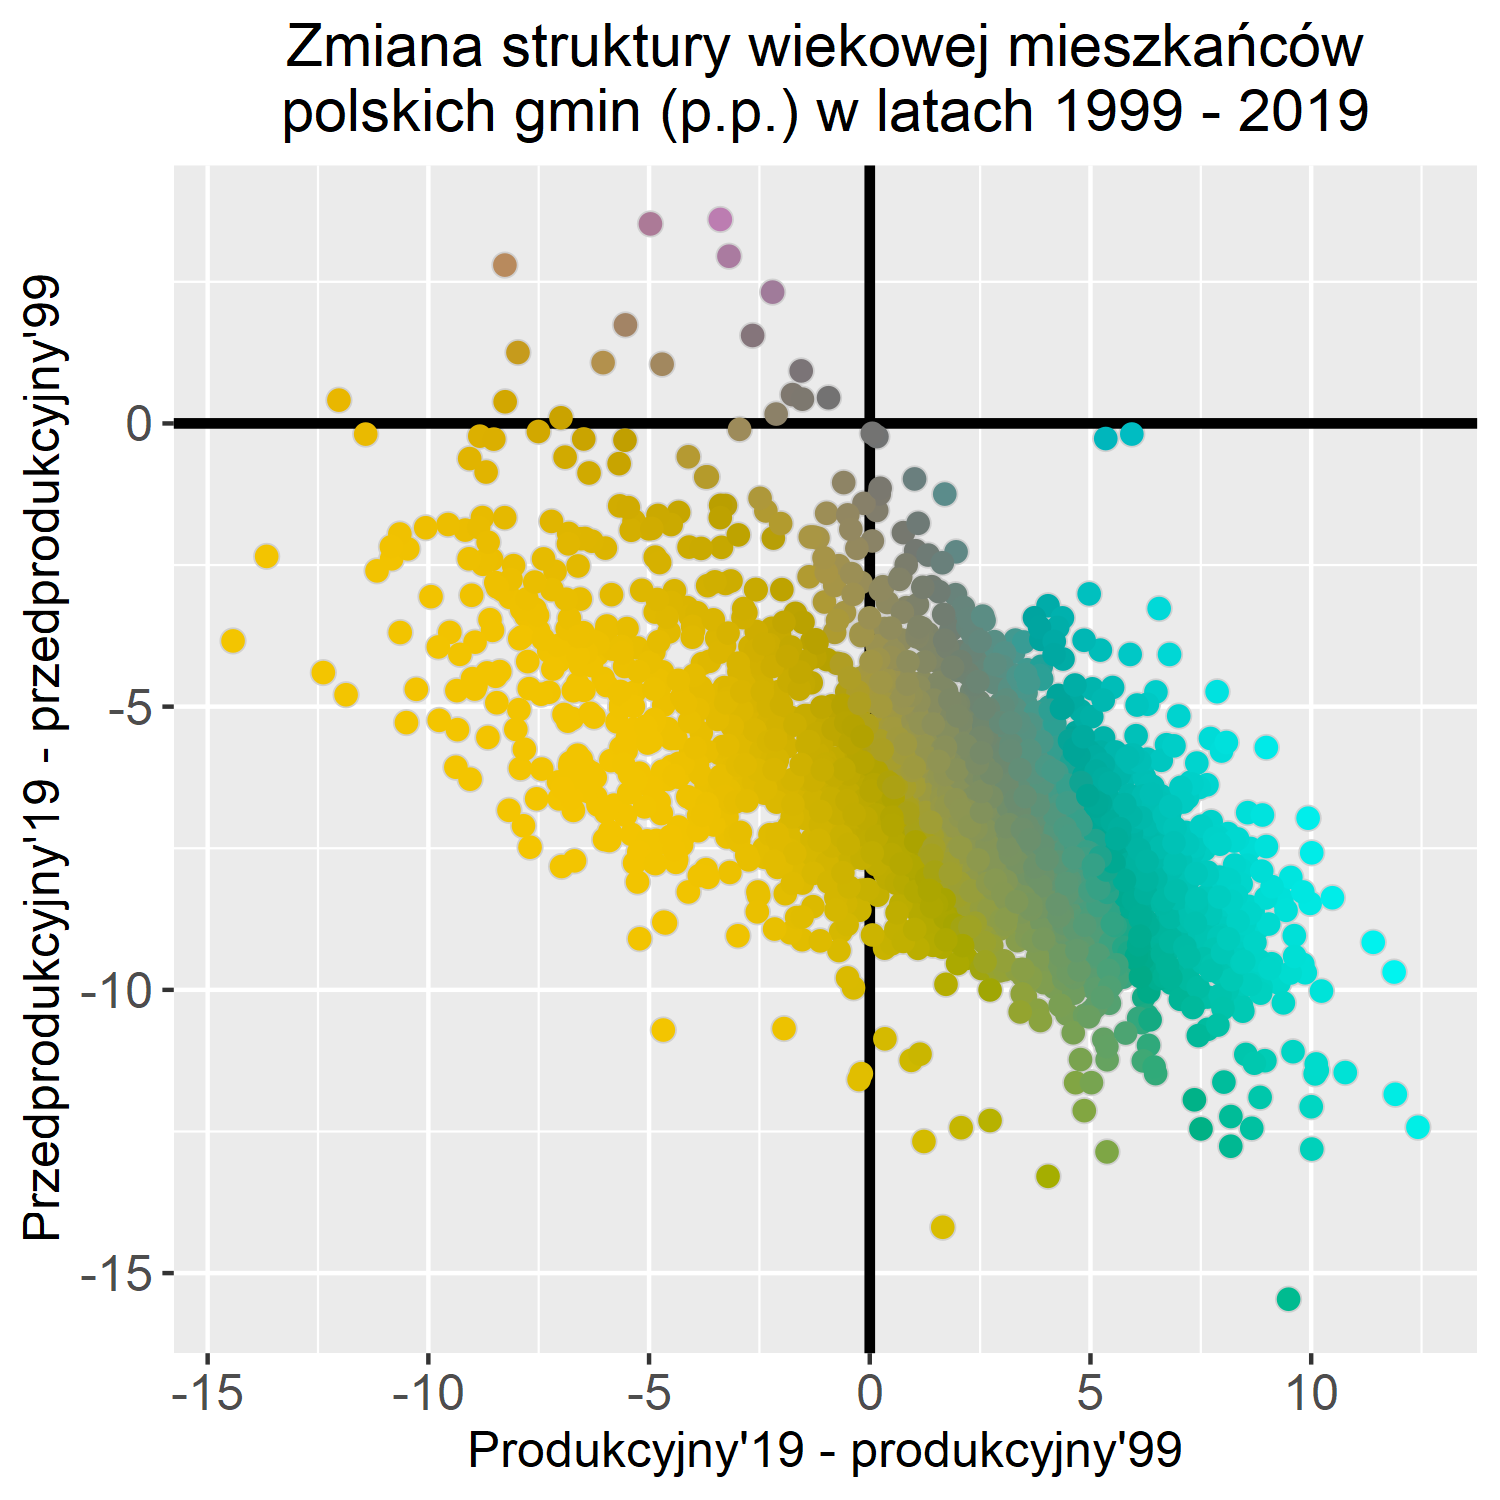 Zmiana struktury wiekowej mieszkańców
polskich gmin (p.p.) w latach 1999 - 2019
Przedprodukcyjny'19 - przedprodukcyjny'99
0
-5
-10
-15
-15
-10
-5
0
5
10
Produkcyjny'19 - produkcyjny'99